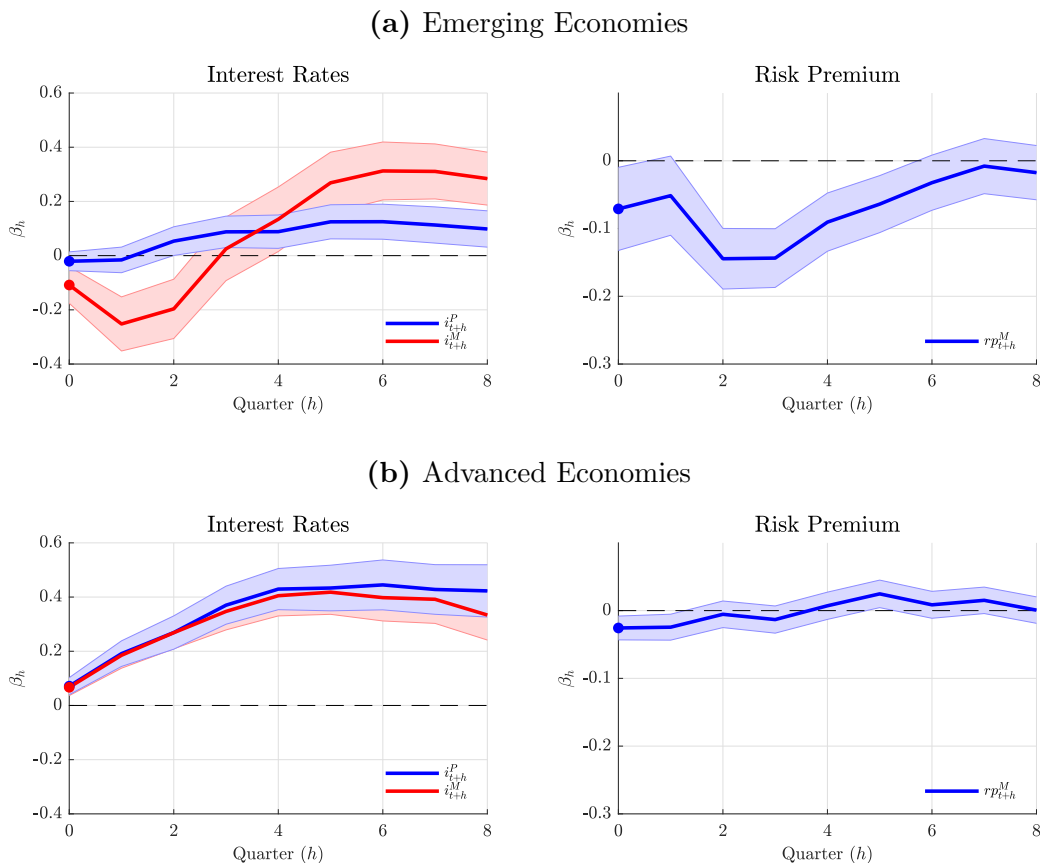 (a) Emerging Economies
Interest Rates
0.6
0.4
0.2
0
-0.2
-0.4
β_h
0 2 4 6 8
Quarter (h)
i^P_{t+h}
i^M_{t+h}
Risk Premium
0
-0.1
-0.2
-0.3
β_h
0 2 4 6 8
Quarter (h)
rp^M_{t+h}
(b) Advanced Economies
Interest Rates
0.6
0.4
0.2
0
-0.2
-0.4
β_h
0 2 4 6 8
Quarter (h)
i^P_{t+h}
i^M_{t+h}
Risk Premium
0
-0.1
-0.2
-0.3
β_h
0 2 4 6 8
Quarter (h)
rp^M_{t+h}